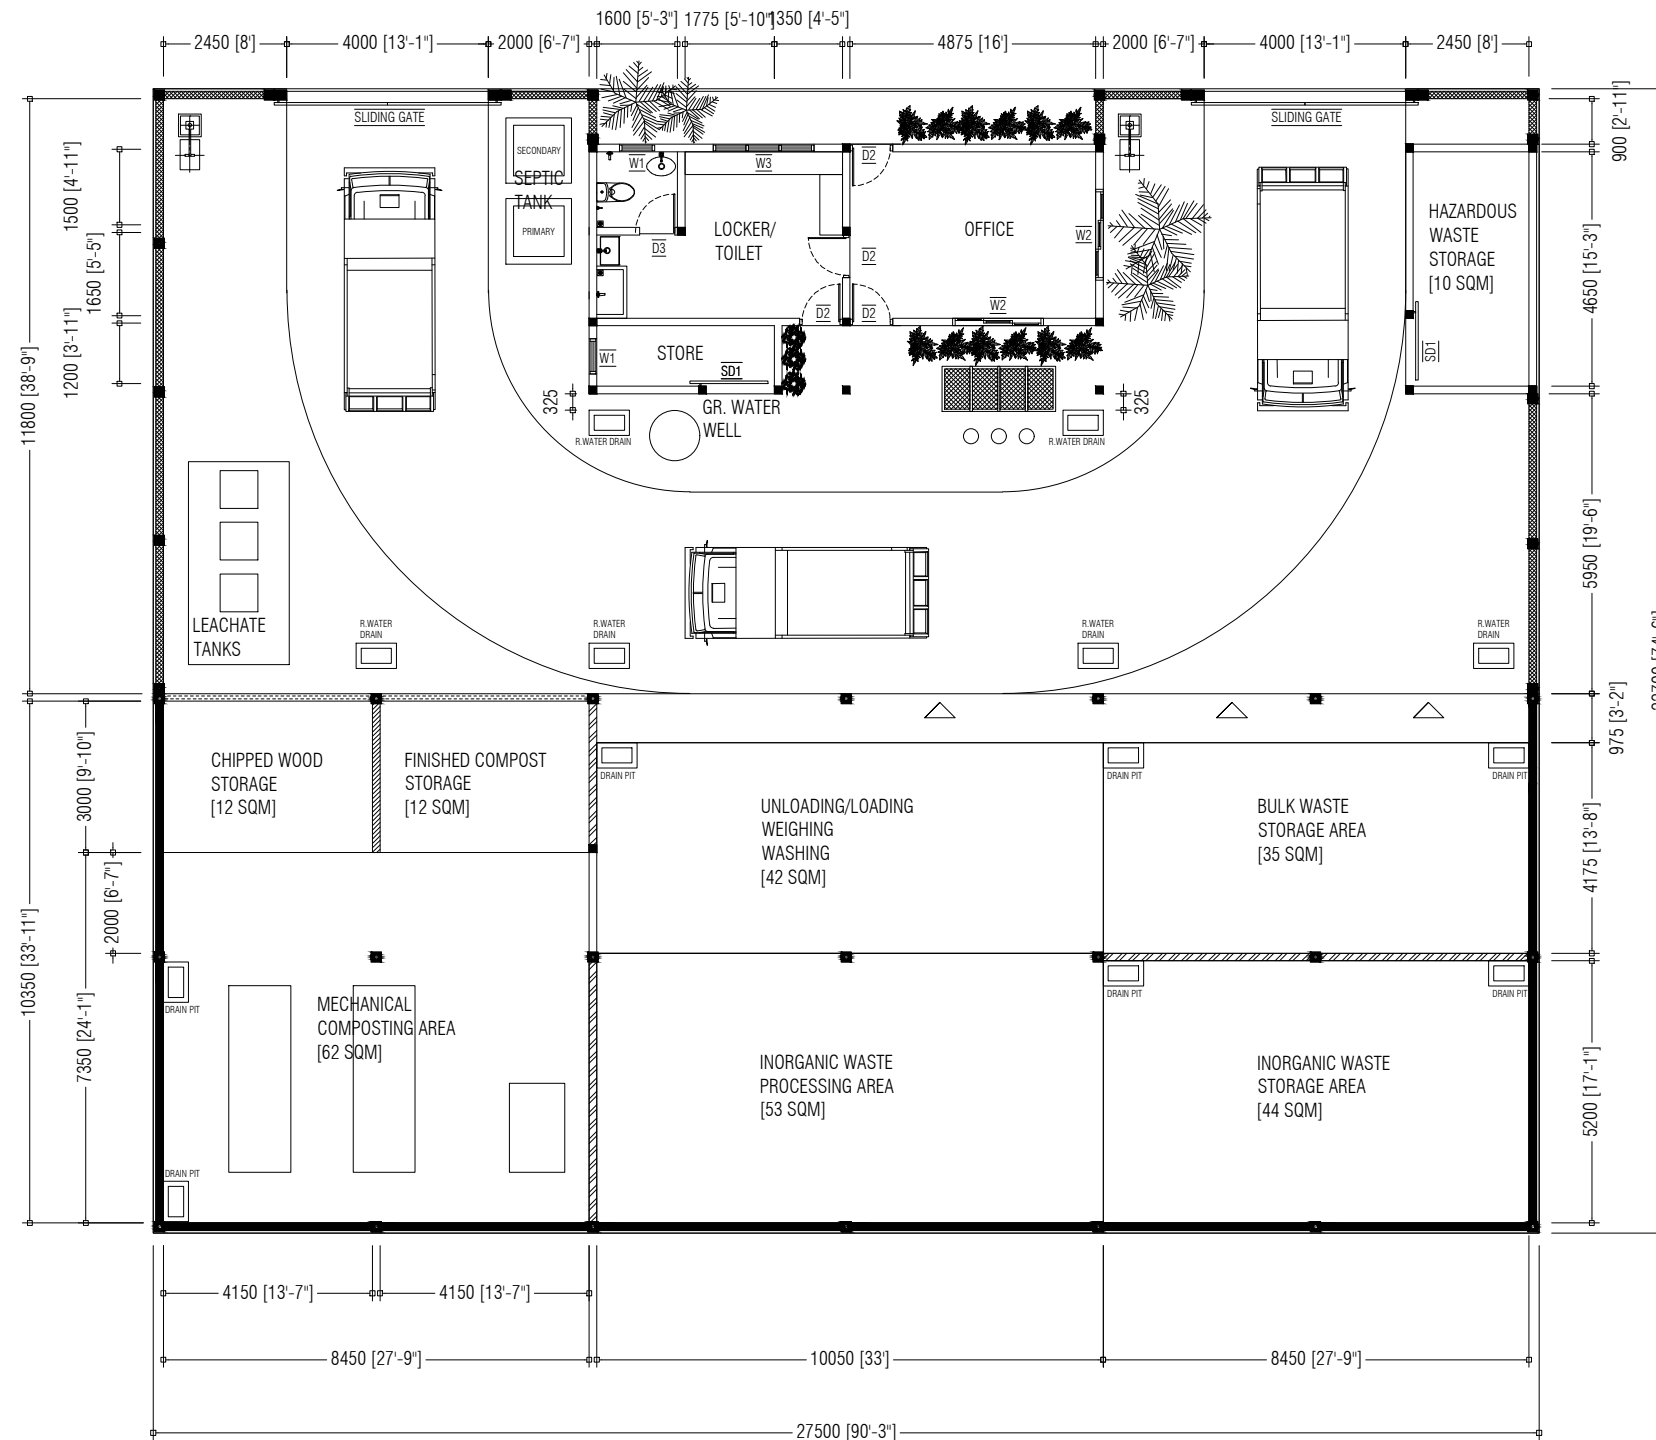 1600 [5'-3"]
1775 [5'-10"]
1350 [4'-5"]
2450 [8']
4000 [13'-1"]
2000 [6'-7"]
4875 [16']
2000 [6'-7"]
4000 [13'-1"]
2450 [8']
SLIDING GATE
SLIDING GATE
900 [2'-11"]
1500 [4'-11"]
1650 [5'-5"]
1200 [3'-11"]
11800 [38'-9"]
SECONDARY
SEPTIC
TANK
PRIMARY
W1
W3
D2
D3
LOCKER/
TOILET
D2
D2
D2
OFFICE
W2
W2
HAZARDOUS
WASTE
STORAGE
[10 SQM]
SD1
4650 [15'-3"]
W1
STORE
SD1
325
GR. WATER
WELL
R.WATER DRAIN
R.WATER DRAIN
325
5950 [19'-6"]
LEACHATE
TANKS
R.WATER
DRAIN
R.WATER
DRAIN
R.WATER
DRAIN
R.WATER
DRAIN
975 [3'-2"]
3000 [9'-10"]
2000 [6'-7"]
10350 [33'-11"]
7350 [24'-1"]
CHIPPED WOOD
STORAGE
[12 SQM]
FINISHED COMPOST
STORAGE
[12 SQM]
DRAIN PIT
UNLOADING/LOADING
WEIGHING
WASHING
[42 SQM]
DRAIN PIT
DRAIN PIT
BULK WASTE
STORAGE AREA
[35 SQM]
4175 [13'-8"]
DRAIN PIT
MECHANICAL
COMPOSTING AREA
[62 SQM]
DRAIN PIT
INORGANIC WASTE
PROCESSING AREA
[53 SQM]
DRAIN PIT
DRAIN PIT
INORGANIC WASTE
STORAGE AREA
[44 SQM]
5200 [17'-1"]
4150 [13'-7"]
4150 [13'-7"]
8450 [27'-9"]
10050 [33']
8450 [27'-9"]
27500 [90'-3"]